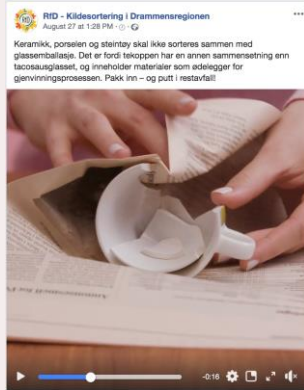 RfD - Kildesortering i Drammensregionen
August 27 at 1:28 PM
Keramikk, porselen og steintøy skal ikke sorteres sammen med
glassemballasje. Det er fordi tekoppen har en annen sammensetning enn
tacosausglasset, og inneholder materialer som ødelegger for
gjenvinningsprosessen. Pakk inn – og putt i restavfall!
-0:16